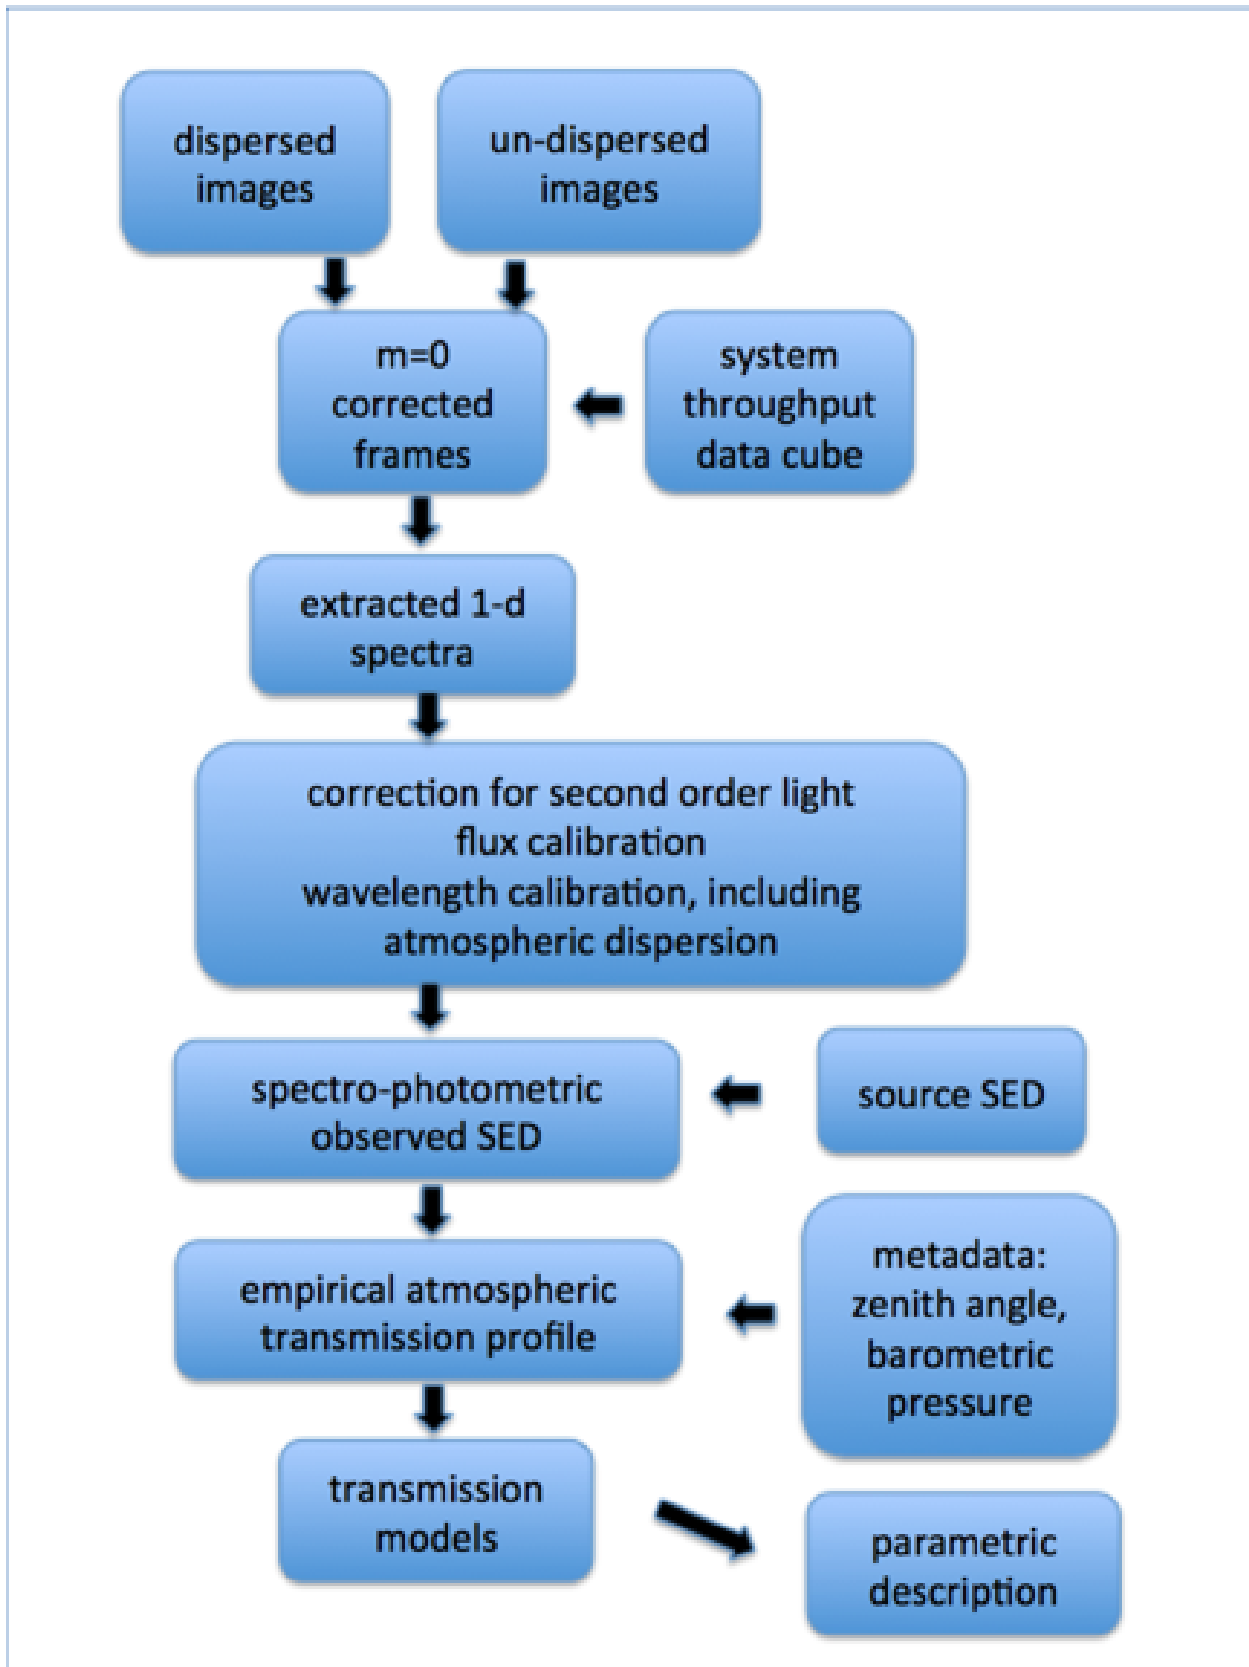 dispersed
images
un-dispersed
images
m=0
corrected
frames
system
throughput
data cube
extracted 1-d
spectra
correction for second order light
flux calibration
wavelength calibration, including
atmospheric dispersion
spectro-photometric
observed SED
source SED
empirical atmospheric
transmission profile
metadata:
zenith angle,
barometric
pressure
transmission
models
parametric
description